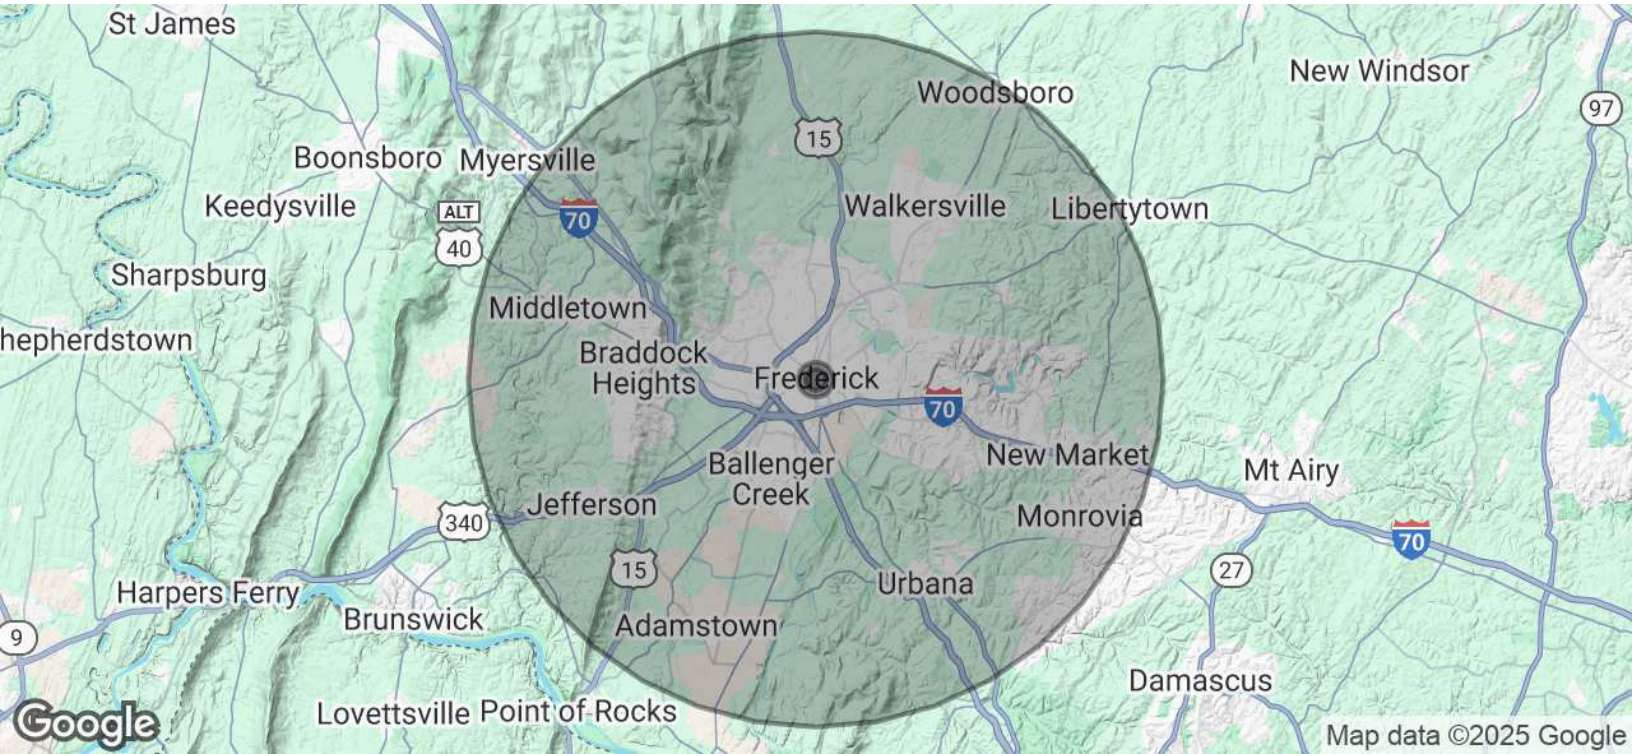 St James
New Windsor
Woodsboro
97
15
Boonsboro
Myersville
Keedysville
ALT
40
70
Walkersville
Libertytown
Sharpsburg
Middletown
hepherdstown
Braddock
Heights
Frederick
70
New Market
Ballenger
Creek
Mt Airy
Jefferson
340
Monrovia
70
15
27
Urbana
Harpers Ferry
Brunswick
9
Adamstown
Damascus
Lovettsville
Point of Rocks
Google
Map data ©2025 Google